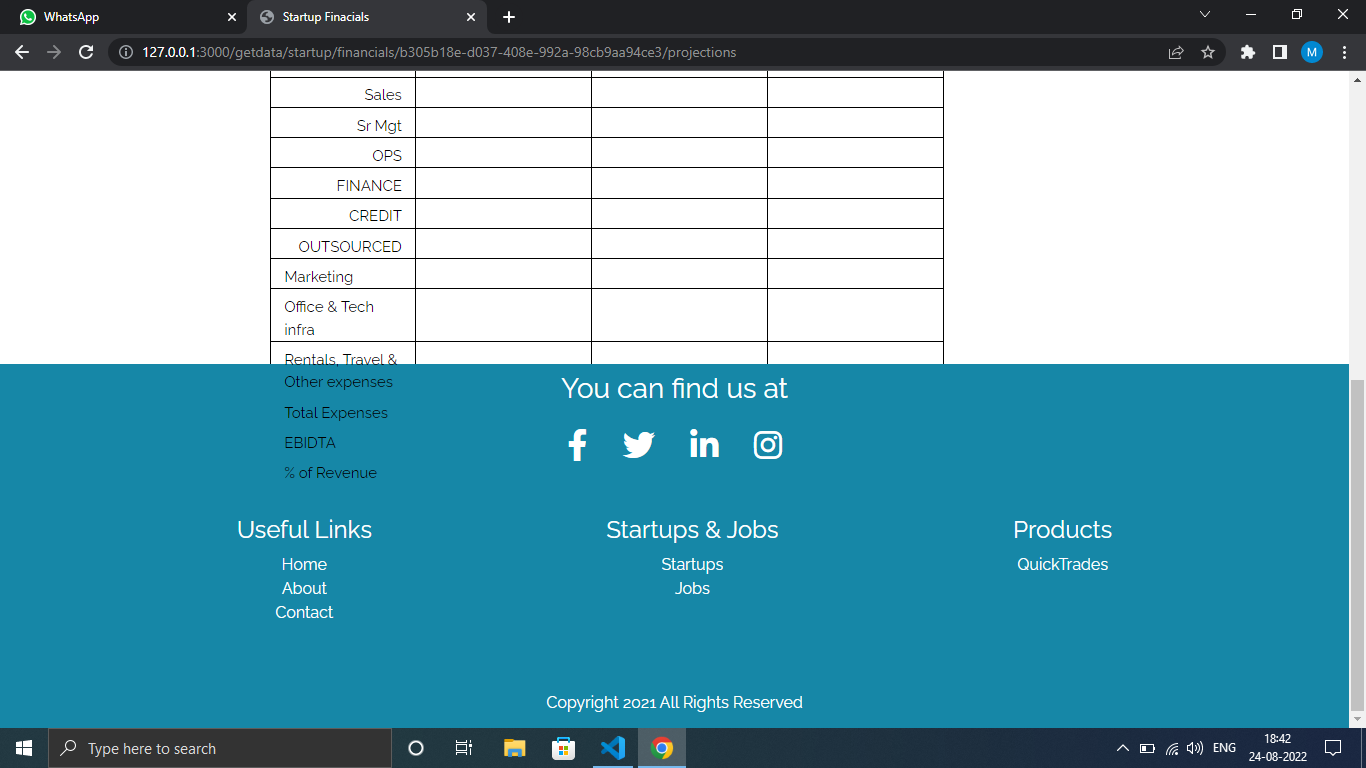 WhatsApp
Startup Finacials
127.0.0.1:3000/getdata/startup/financials/b305b18e-d037-408e-992a-98cb9aa94ce3/projections
M
Sales
Sr Mgt
OPS
FINANCE
CREDIT
OUTSOURCED
Marketing
Office & Tech
infra
Rentals, Travel &
Other expenses
Total Expenses
EBIDTA
% of Revenue
You can find us at
Useful Links
Home
About
Contact
Startups & Jobs
Startups
Jobs
Products
QuickTrades
Copyright 2021 All Rights Reserved
Type here to search
ENG
18:42
24-08-2022